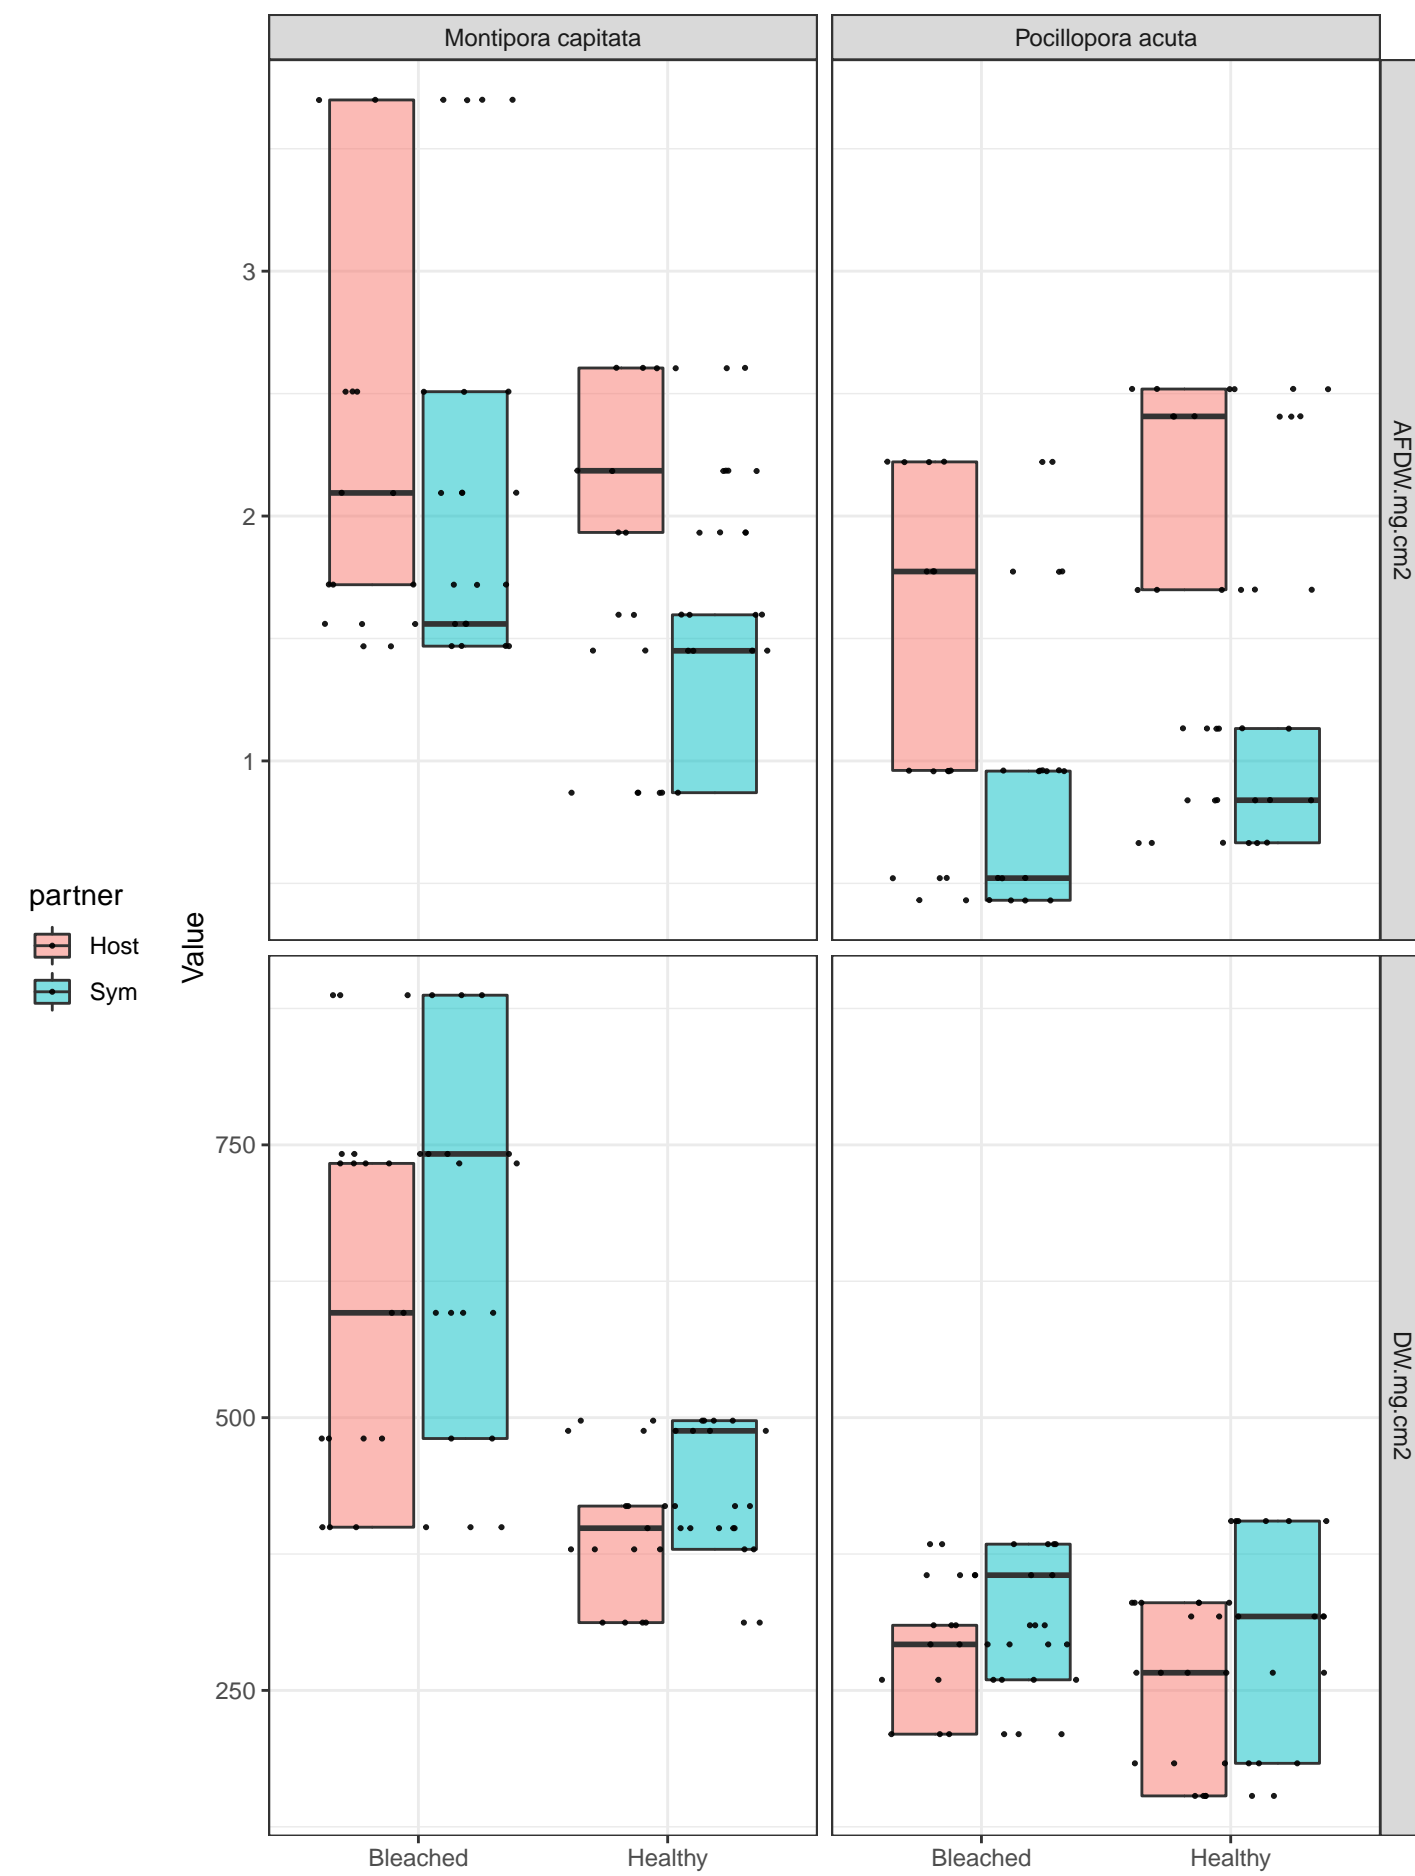 Montipora capitata
Pocillopora acuta
3
2
1
AFDW.mg.cm2
partner
Host
Sym
Value
750
500
250
DW.mg.cm2
Bleached
Healthy
Bleached
Healthy